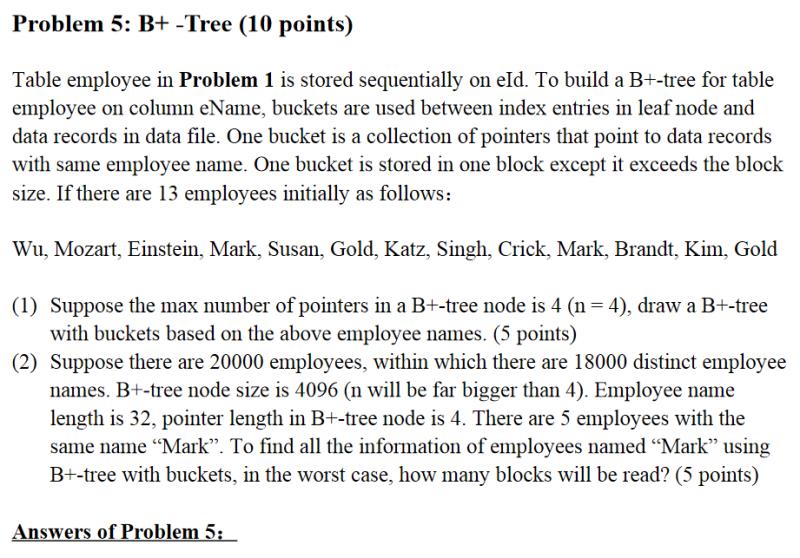 Problem 5: B+ -Tree (10 points)
Table employee in Problem 1 is stored sequentially on eId. To build a B+-tree for table
employee on column eName, buckets are used between index entries in leaf node and
data records in data file. One bucket is a collection of pointers that point to data records
with same employee name. One bucket is stored in one block except it exceeds the block
size. If there are 13 employees initially as follows：
Wu, Mozart, Einstein, Mark, Susan, Gold, Katz, Singh, Crick, Mark, Brandt, Kim, Gold
(1) Suppose the max number of pointers in a B+-tree node is 4 (n = 4), draw a B+-tree
with buckets based on the above employee names. (5 points)
(2) Suppose there are 20000 employees, within which there are 18000 distinct employee
names. B+-tree node size is 4096 (n will be far bigger than 4). Employee name
length is 32, pointer length in B+-tree node is 4. There are 5 employees with the
same name “Mark”. To find all the information of employees named “Mark” using
B+-tree with buckets, in the worst case, how many blocks will be read? (5 points)
Answers of Problem 5：